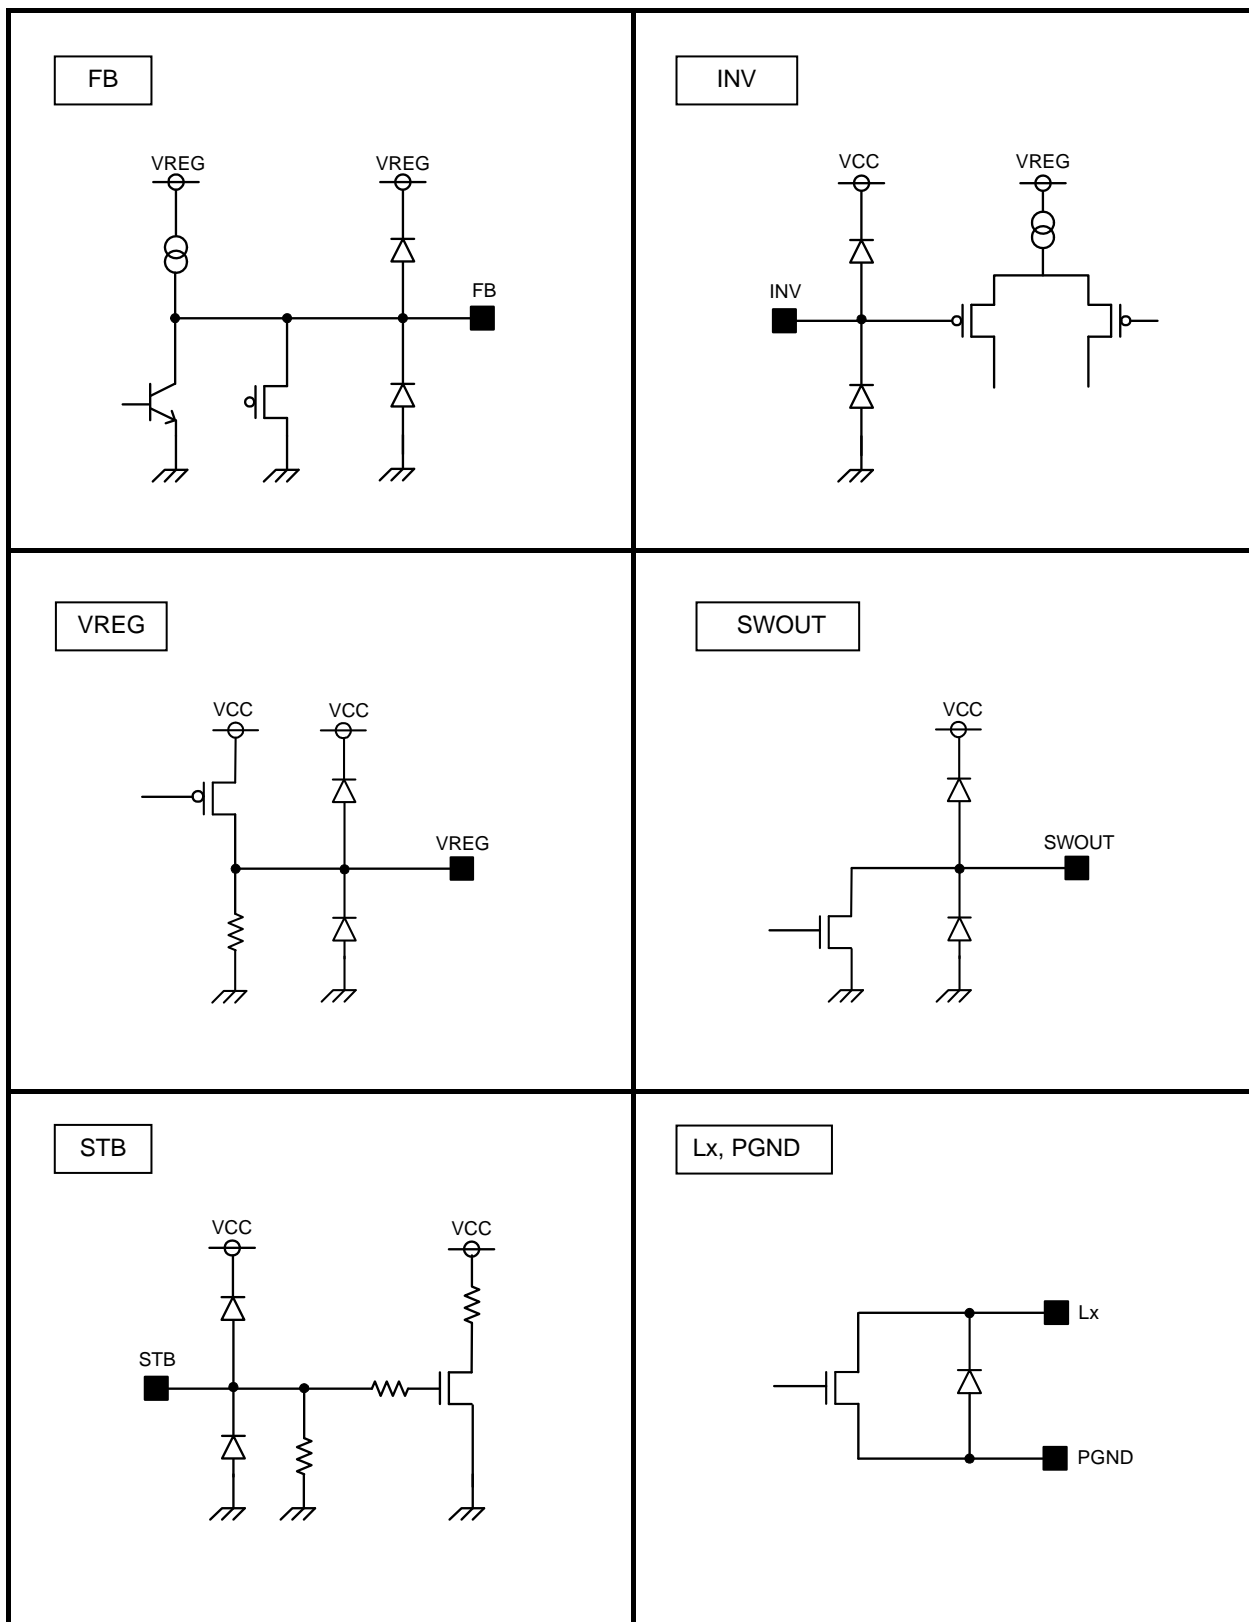 FB
VREG
VREG
FB
INV
VCC
VREG
INV
VREG
VCC
VCC
VREG
SWOUT
VCC
SWOUT
STB
VCC
VCC
STB
Lx, PGND
Lx
PGND